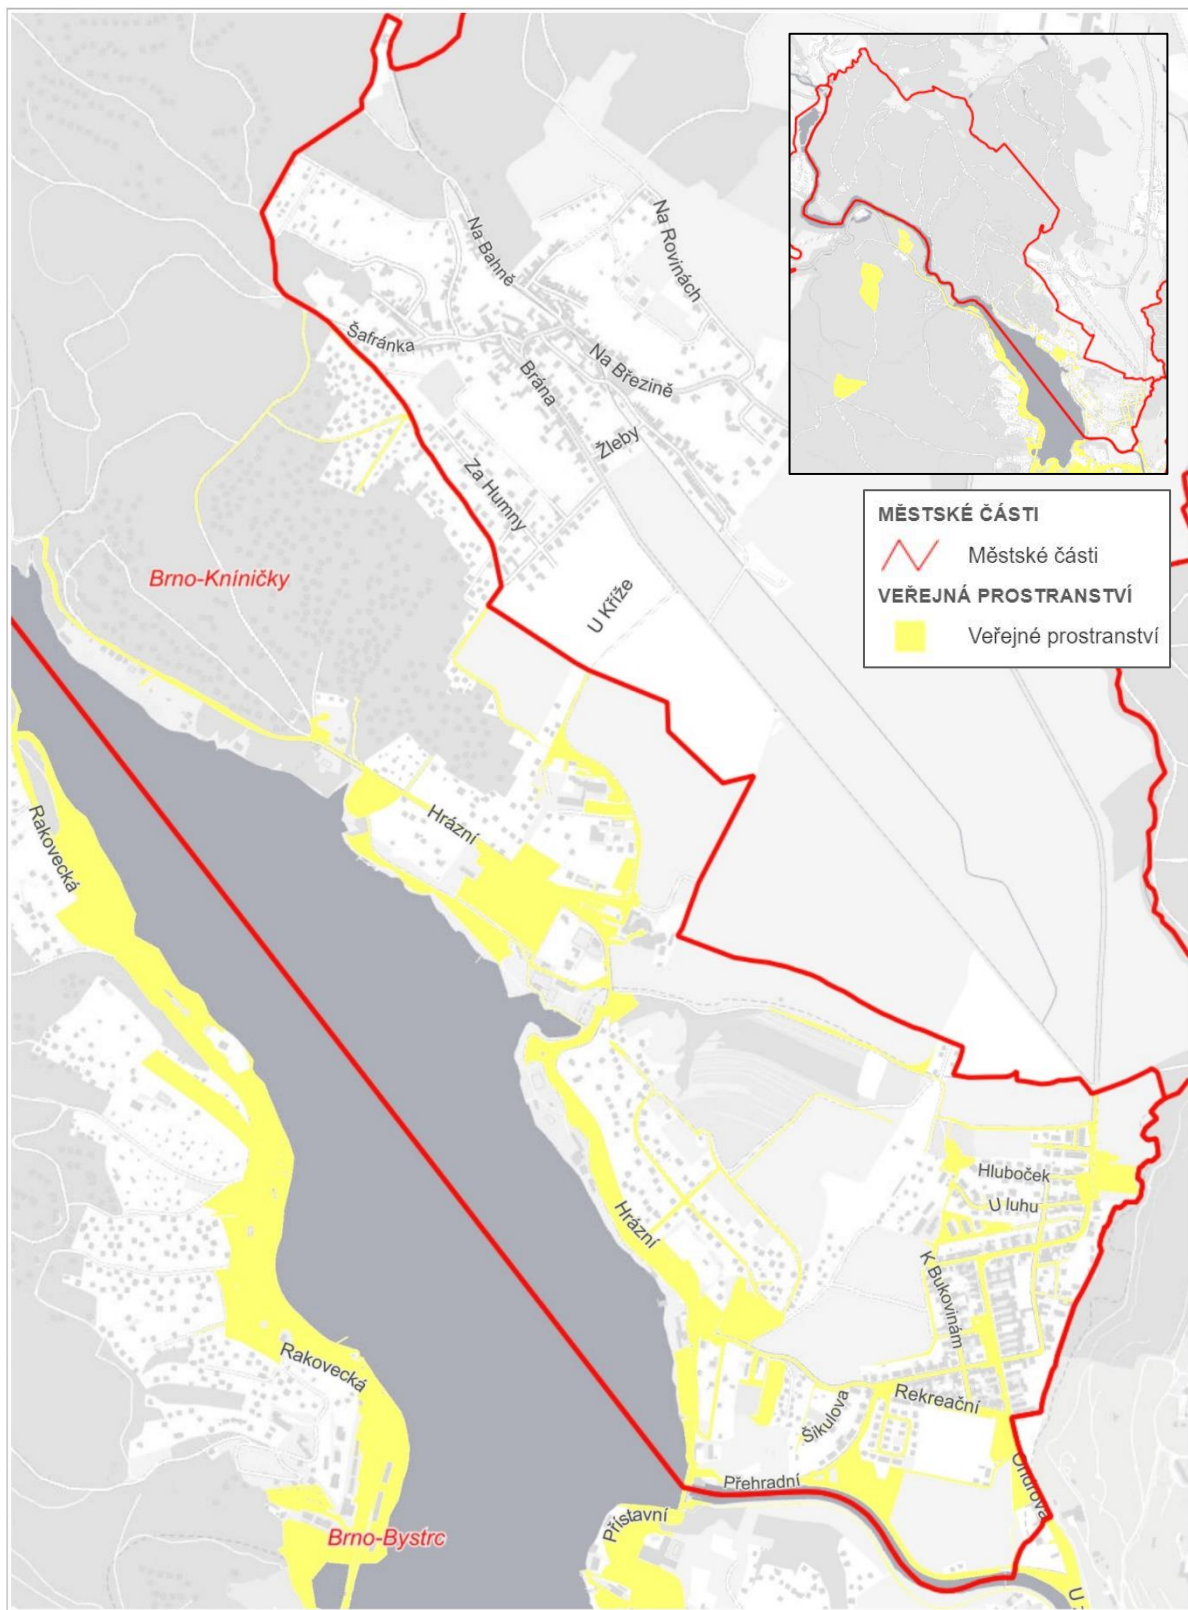 Na Bahně
Na Rovinách
Šafránka
Brána
Na Březině
Žleby
Za Humny
MĚSTSKÉ ČÁSTI
Městské části
VEŘEJNÁ PROSTRANSTVÍ
Veřejné prostranství
Brno-Kníničky
U Kříže
Hrázní
Rakovecká
Hluboček
U luhu
Hrázní
K Bukovinám
Rakovecká
Rekreační
Šikulova
Přehradní
Ondrova
Přístavní
Brno-Bystrc
U